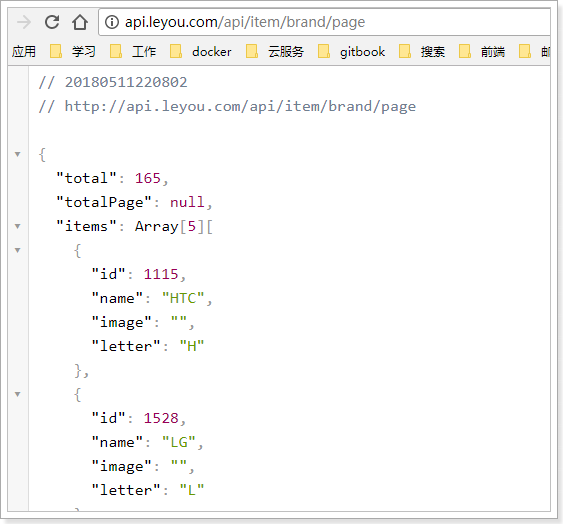 api.leyou.com/api/item/brand/page
应用 学习 工作 docker 云服务 gitbook 搜索 前端
// 20180511220802
// http://api.leyou.com/api/item/brand/page
{
"total": 165,
"totalPage": null,
"items": Array[5][
{
"id": 1115,
"name": "HTC",
"image": "",
"letter": "H"
},
{
"id": 1528,
"name": "LG",
"image": "",
"letter": "L"